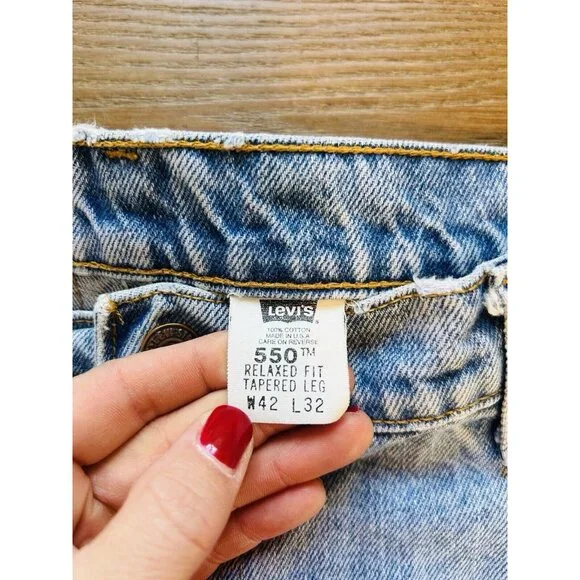 Levi's
100% COTTON
MADE IN U.S.A
CARE ON REVERSE
550™
RELAXED FIT
TAPERED LEG
W42 L32